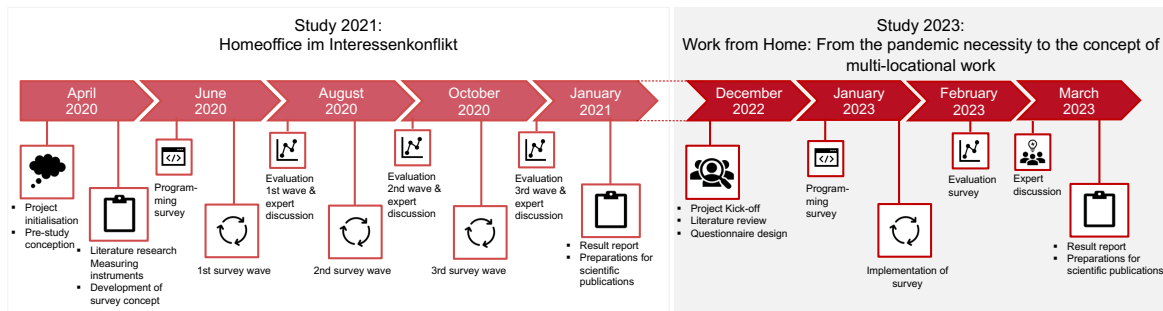 Study 2021:
Homeoffice im Interessenkonflikt
April
2020
June
2020
August
2020
October
2020
January
2021
▪ Project
initialisation
▪ Pre-study
conception
▪ Literature research
Measuring
instruments
▪ Development of
survey concept
</>
Program-
ming
survey
1st survey wave
Evaluation
1st wave &
expert
discussion
2nd survey wave
Evaluation
2nd wave &
expert
discussion
3rd survey wave
Evaluation
3rd wave &
expert
discussion
▪ Result report
▪ Preparations for
scientific
publications
Study 2023:
Work from Home: From the pandemic necessity to the concept of
multi-locational work
December
2022
January
2023
February
2023
March
2023
▪ Project Kick-off
▪ Literature review
▪ Questionnaire design
</>
Program-
ming
survey
Implementation of
survey
Evaluation
survey
Expert
discussion
▪ Result report
▪ Preparations for
scientific publications